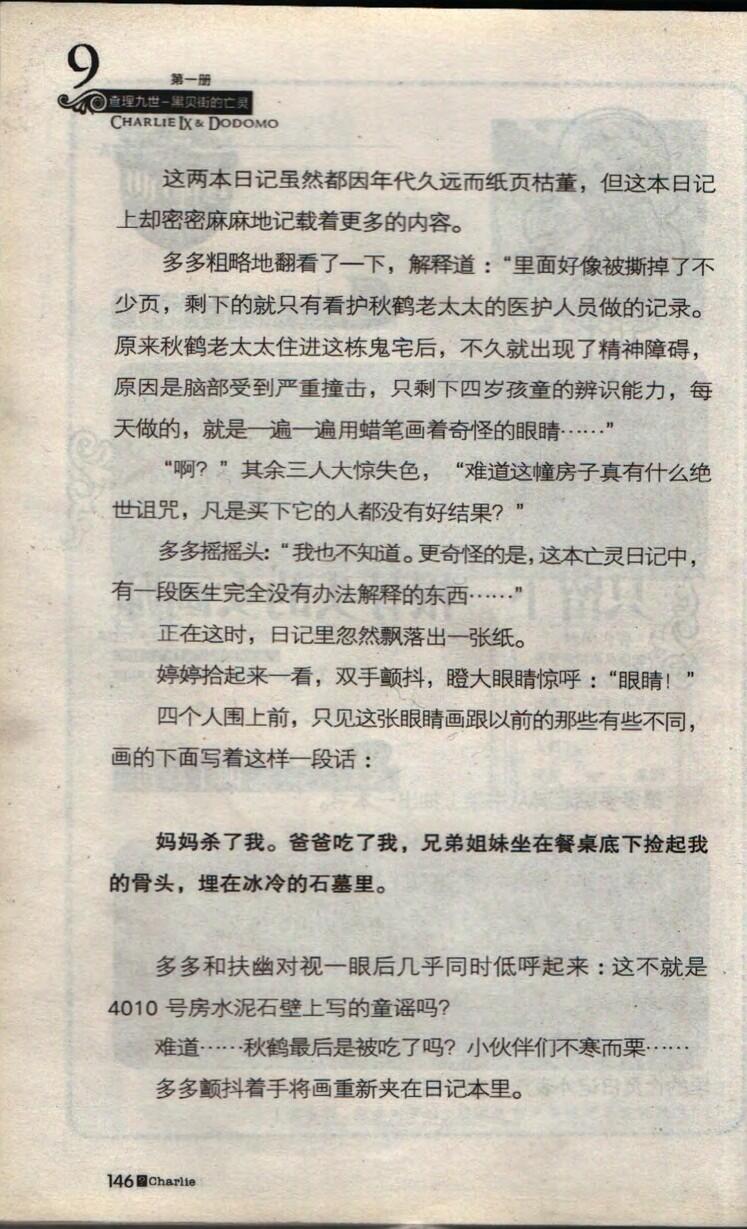 9
第一册
查理九世-黑贝街的亡灵
CHARLIE IX & DODOMO
这两本日记虽然都因年代久远而纸页枯萎，但这本日记
上却密密麻麻地记载着更多的内容。
多多粗略地翻看了一下，解释道：“里面好像被撕掉了不
少页，剩下的就只有看护秋鹤老太太的医护人员做的记录。
原来秋鹤老太太住进这栋鬼宅后，不久就出现了精神障碍，
原因是脑部受到严重撞击，只剩下四岁孩童的辨识能力，每
天做的，就是一遍一遍用蜡笔画着奇怪的眼睛……”
“啊？”其余三人大惊失色，“难道这幢房子真有什么绝
世诅咒，凡是买下它的人都没有好结果？”
多多摇摇头：“我也不知道。更奇怪的是，这本亡灵日记中，
有一段医生完全没有办法解释的东西……”
正在这时，日记里忽然飘落出一张纸。
婷婷拾起来一看，双手颤抖，瞪大眼睛惊呼：“眼睛！”
四个人围上前，只见这张眼睛画跟以前的那些有些不同，
画的下面写着这样一段话：
妈妈杀了我。爸爸吃了我，兄弟姐妹坐在餐桌底下捡起我
的骨头，埋在冰冷的石墓里。
多多和扶幽对视一眼后几乎同时低呼起来：这不就是
4010 号房水泥石壁上写的童谣吗？
难道……秋鹤最后是被吃了吗？小伙伴们不寒而栗……
多多颤抖着手将画重新夹在日记本里。
146 Charlie